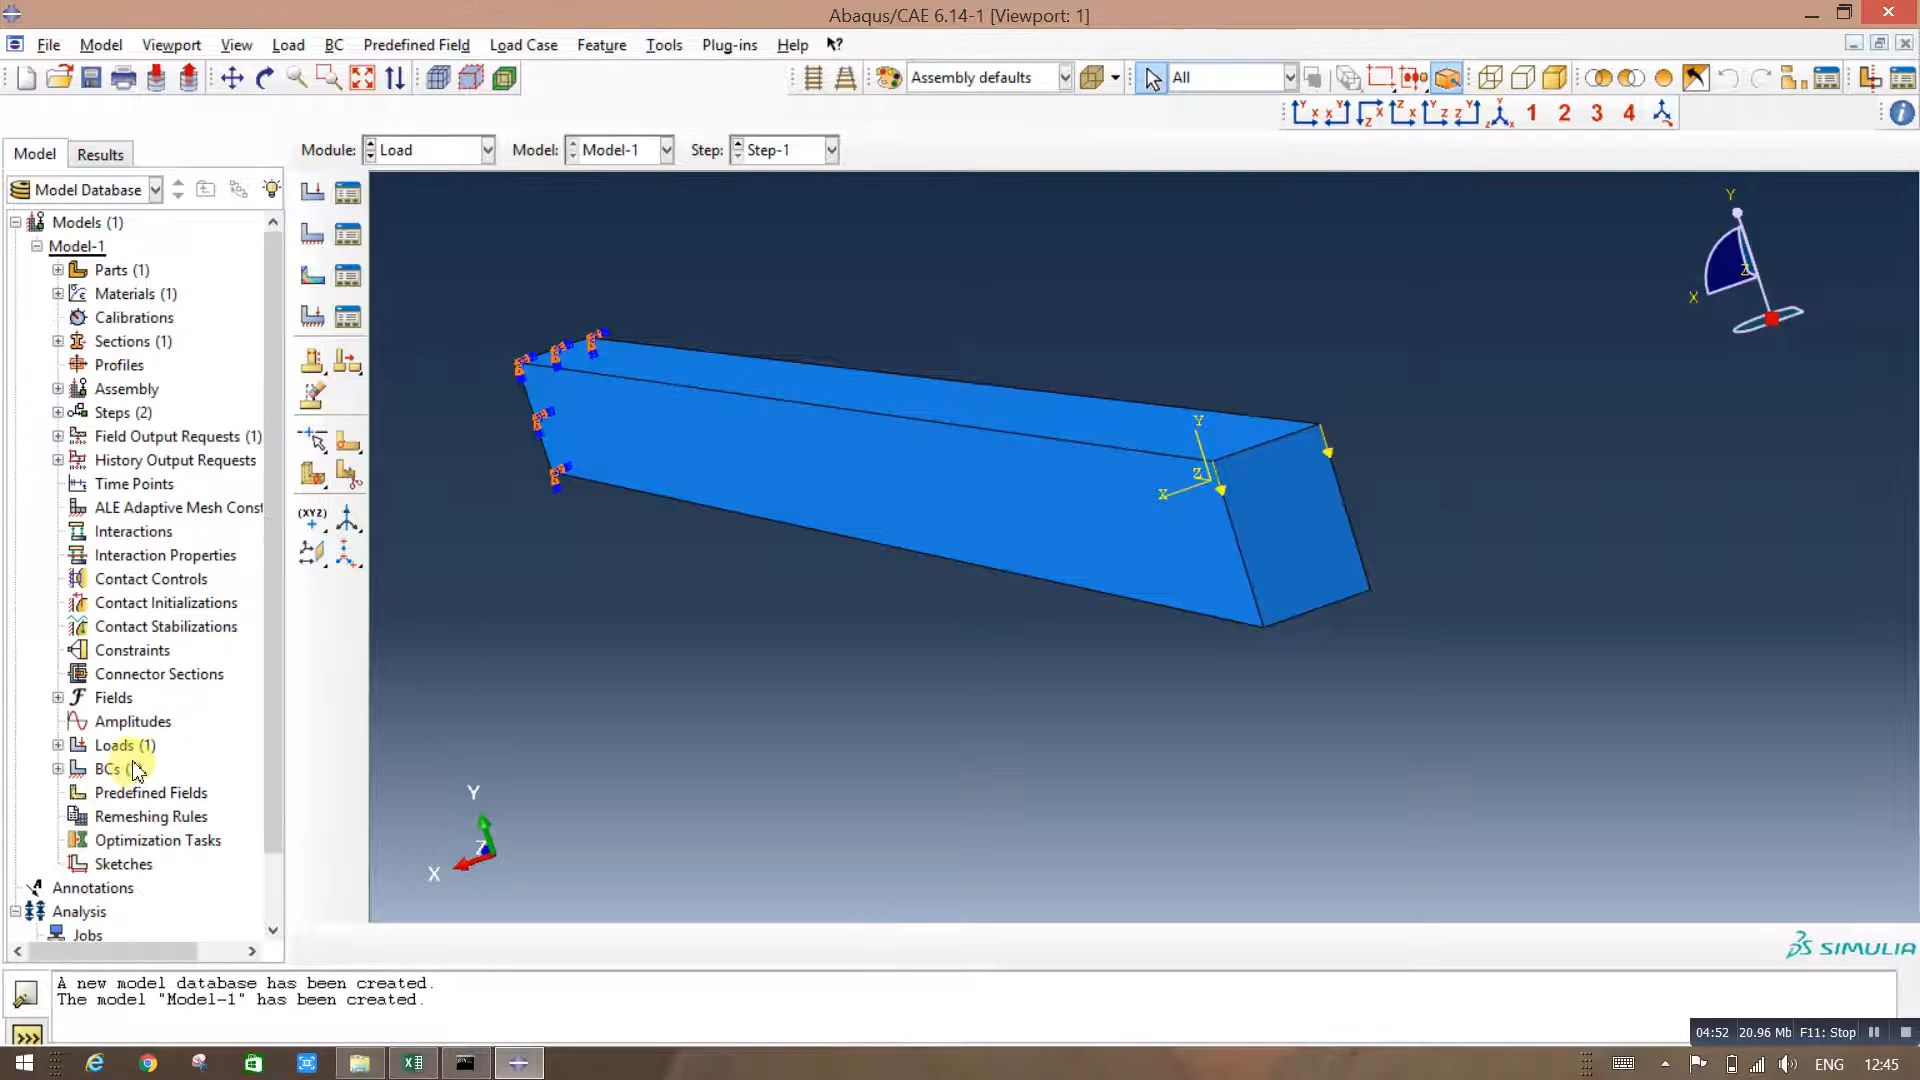 Abaqus/CAE 6.14-1 [Viewport: 1]
File Model Viewport View Load BC Predefined Field Load Case Feature Tools Plug-ins Help
Assembly defaults All
1 2 3 4
Model Results Module: Load Model: Model-1 Step: Step-1
Model Database
Models (1)
Model-1
Parts (1)
Materials (1)
Calibrations
Sections (1)
Profiles
Assembly
Steps (2)
Field Output Requests (1)
History Output Requests
Time Points
ALE Adaptive Mesh Const
Interactions
Interaction Properties
Contact Controls
Contact Initializations
Contact Stabilizations
Constraints
Connector Sections
Fields
Amplitudes
Loads (1)
BCs
Predefined Fields
Remeshing Rules
Optimization Tasks
Sketches
Annotations
Analysis
Jobs
(XYZ)
Y
Z
X
Y
Z
X
Y
Z
X
SIMULIA
A new model database has been created.
The model "Model-1" has been created.
04:52 20.96 Mb F11: Stop
ENG 12:45